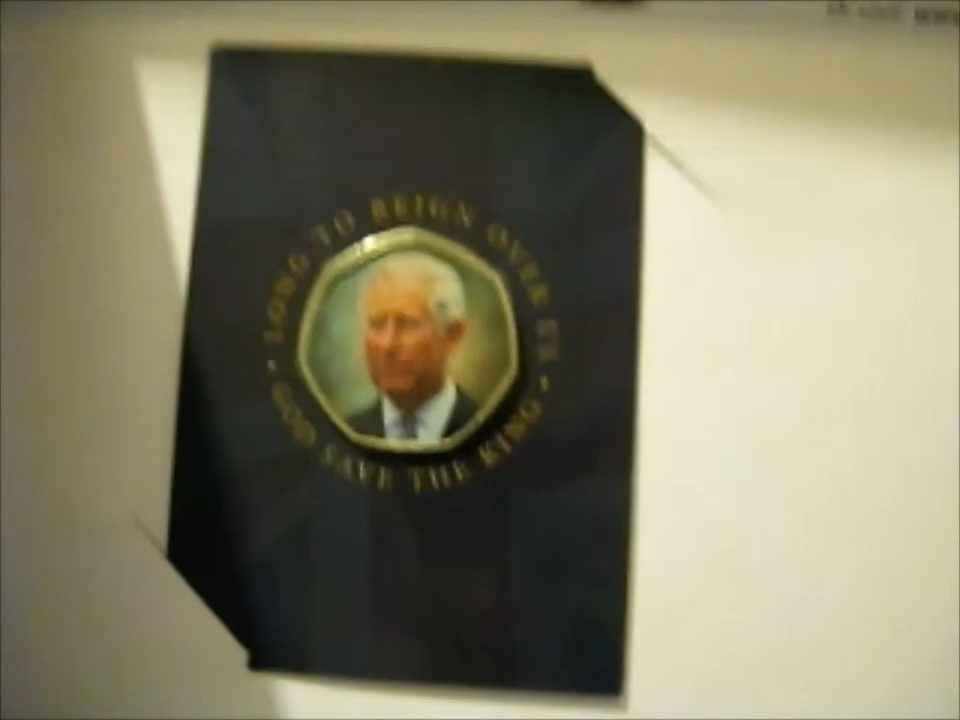 LONG TO REIGN OVER US
• GOD SAVE THE KING •